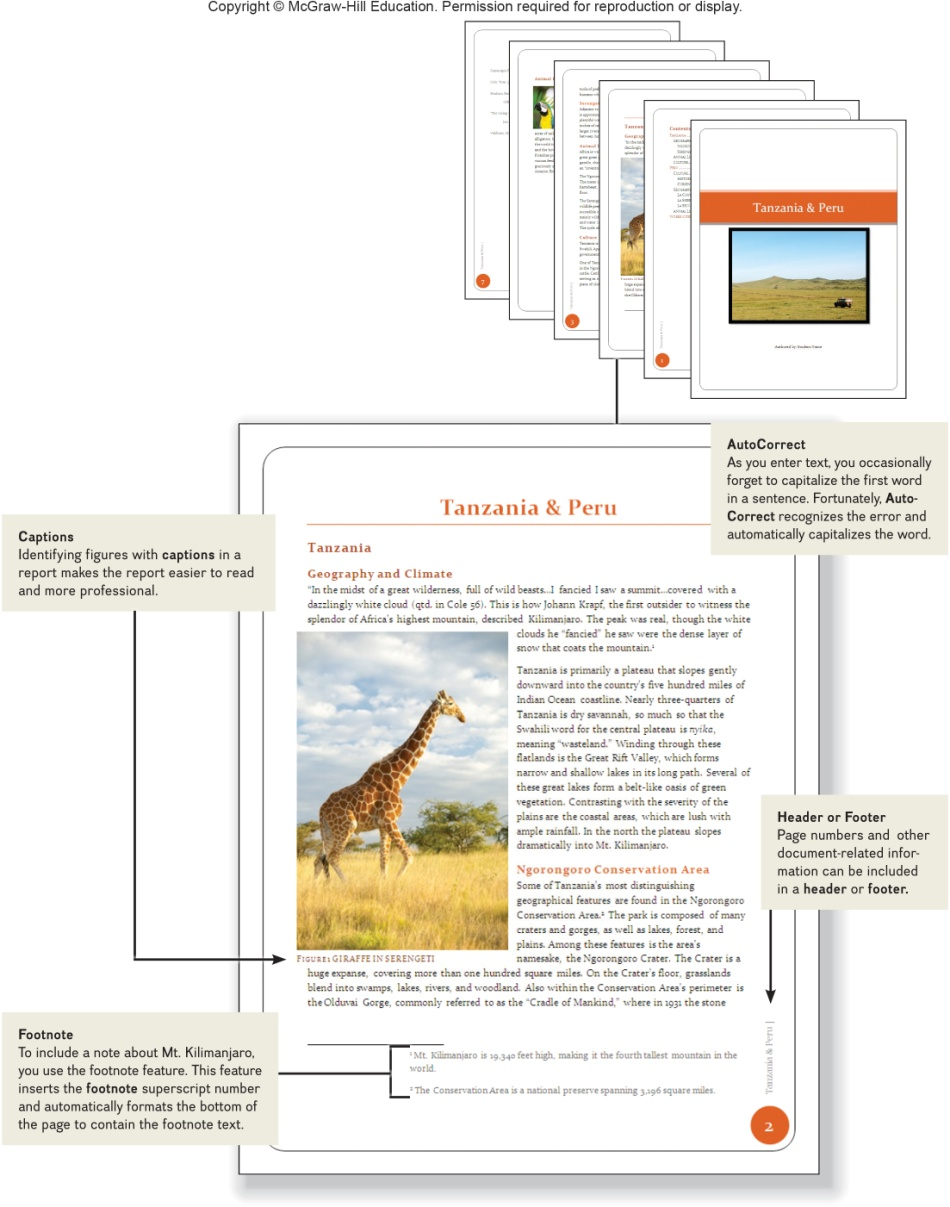 Copyright © McGraw-Hill Education. Permission required for reproduction or display.
Tanzania & Peru
Contents
Culture
7
3
1
AutoCorrect
As you enter text, you occasionally
forget to capitalize the first word
in a sentence. Fortunately, Auto-
Correct recognizes the error and
automatically capitalizes the word.
Captions
Identifying figures with captions in a
report makes the report easier to read
and more professional.
Tanzania & Peru
Tanzania
Geography and Climate
"In the midst of a great wilderness, full of wild beasts...I fancied I saw a summit...covered with a
dazzlingly white cloud (qtd. in Cole 56). This is how Johann Krapf, the first outsider to witness the
splendor of Africa's highest mountain, described Kilimanjaro. The peak was real, though the white
clouds he "fancied" he saw were the dense layer of
snow that coats the mountain.¹
Tanzania is primarily a plateau that slopes gently
downward into the country's five hundred miles of
Indian Ocean coastline. Nearly three-quarters of
Tanzania is dry savannah, so much so that the
Swahili word for the central plateau is nyika,
meaning "wasteland." Winding through these
flatlands is the Great Rift Valley, which forms
narrow and shallow lakes in its long path. Several of
these great lakes form a belt-like oasis of green
vegetation. Contrasting with the severity of the
plains are the coastal areas, which are lush with
ample rainfall. In the north the plateau slopes
dramatically into Mt. Kilimanjaro.
Ngorongoro Conservation Area
Some of Tanzania's most distinguishing
geographical features are found in the Ngorongoro
Conservation Area.² The park is composed of many
craters and gorges, as well as lakes, forest, and
plains. Among these features is the area's
namesake, the Ngorongoro Crater. The Crater is a
FIGURE 1 GIRAFFE IN SERENGETI
huge expanse, covering more than one hundred square miles. On the Crater's floor, grasslands
blend into swamps, lakes, rivers, and woodland. Also within the Conservation Area's perimeter is
the Olduvai Gorge, commonly referred to as the "Cradle of Mankind," where in 1931 the stone
Header or Footer
Page numbers and other
document-related infor-
mation can be included
in a header or footer.
Footnote
To include a note about Mt. Kilimanjaro,
you use the footnote feature. This feature
inserts the footnote superscript number
and automatically formats the bottom of
the page to contain the footnote text.
¹ Mt. Kilimanjaro is 19,340 feet high, making it the fourth tallest mountain in the
world.
² The Conservation Area is a national preserve spanning 3,196 square miles.
Tanzania & Peru |
2